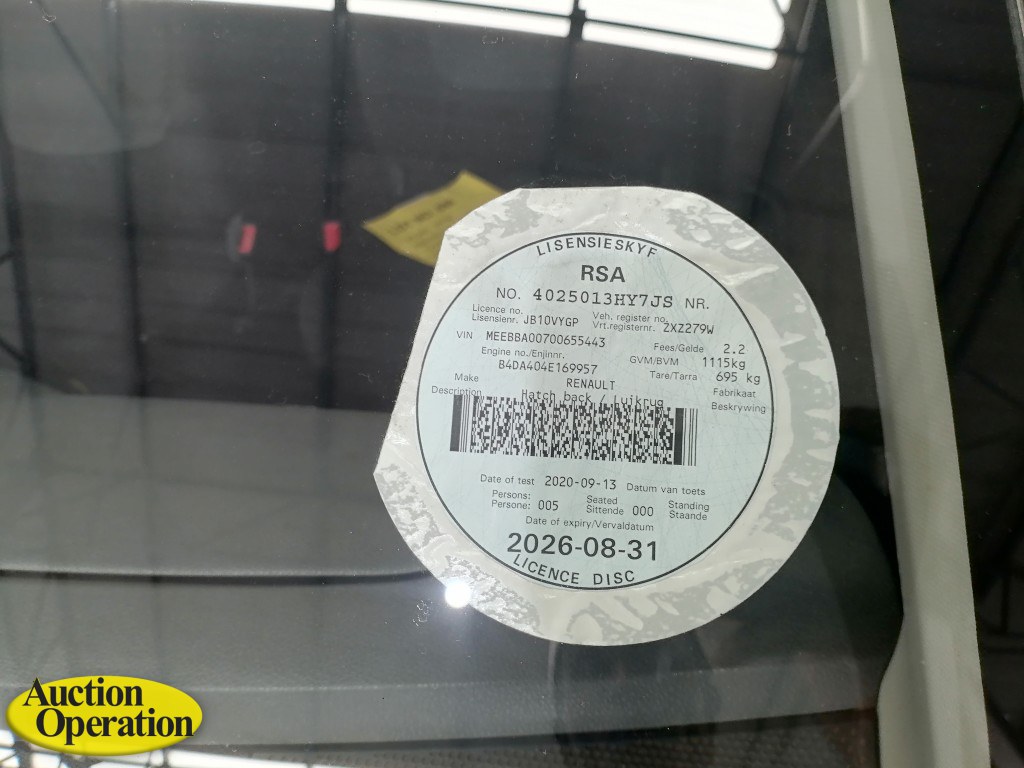 LISENSIESKYF
RSA
NO. 4025013HY7JS NR.
Licence no. Veh. register no.
Lisensienr. JB10VYGP Vrt.registernr. ZXZ279W
VIN MEEBBA00700655443 Fees/Gelde 2.2
Engine no./Enjinnr. GVM/BVM 1115kg
B4DA404E169957 Tare/Tarra 695 kg
Make RENAULT Fabrikaat
Description Hatch back / Luikrug Beskrywing
Date of test 2020-09-13 Datum van toets
Persons: Seated Standing
Persone: 005 Sittende 000 Staande
Date of expiry/Vervaldatum
2026-08-31
LICENCE DISC
Auction
Operation